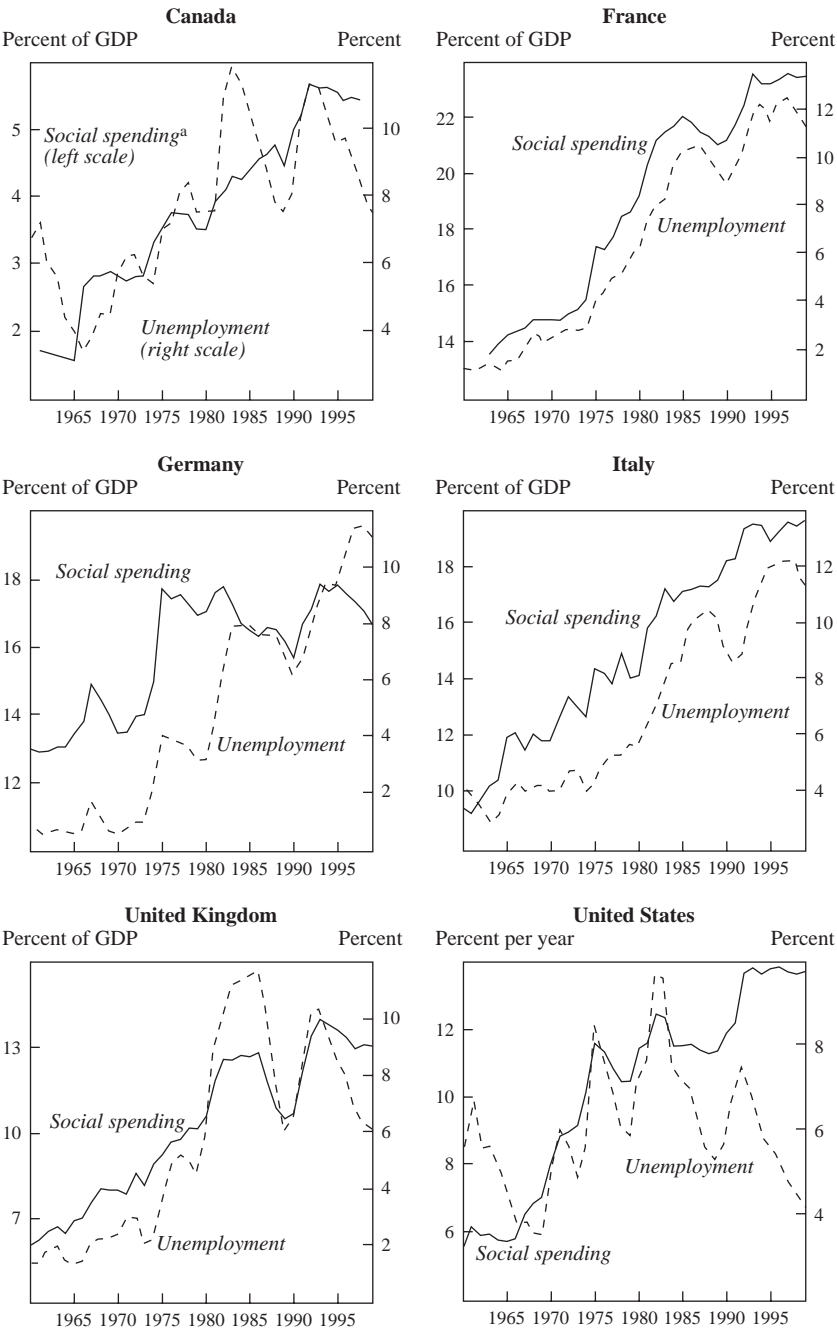 Canada
Percent of GDP Percent
5
4
3
2
10
8
6
4
Social spendingᵃ
(left scale)
Unemployment
(right scale)
1965 1970 1975 1980 1985 1990 1995
France
Percent of GDP Percent
22
20
18
16
14
12
10
8
6
4
2
Social spending
Unemployment
1965 1970 1975 1980 1985 1990 1995
Germany
Percent of GDP Percent
18
16
14
12
10
8
6
4
2
Social spending
Unemployment
1965 1970 1975 1980 1985 1990 1995
Italy
Percent of GDP Percent
18
16
14
12
10
12
10
8
6
4
Social spending
Unemployment
1965 1970 1975 1980 1985 1990 1995
United Kingdom
Percent of GDP Percent
13
10
7
10
8
6
4
2
Social spending
Unemployment
1965 1970 1975 1980 1985 1990 1995
United States
Percent per year Percent
12
10
8
6
8
6
4
Unemployment
Social spending
1965 1970 1975 1980 1985 1990 1995